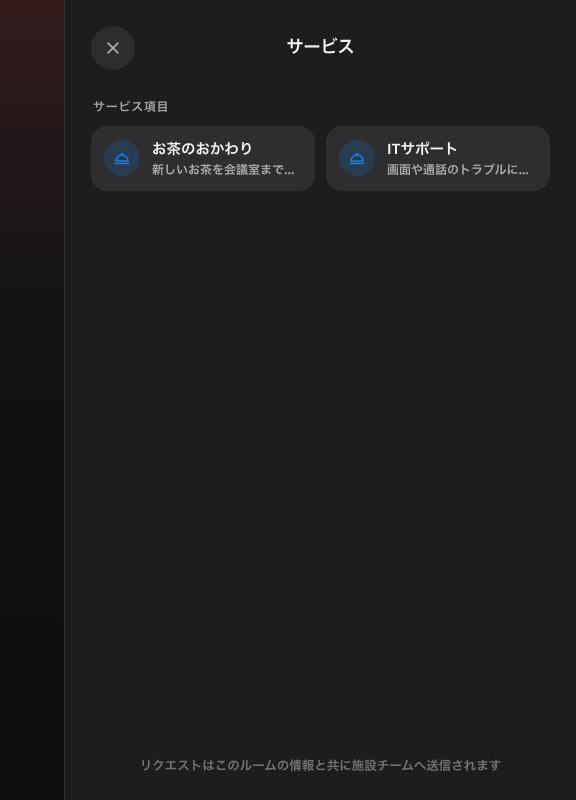 サービス
サービス項目
お茶のおかわり
新しいお茶を会議室まで...
ITサポート
画面や通話のトラブルに...
リクエストはこのルームの情報と共に施設チームへ送信されます